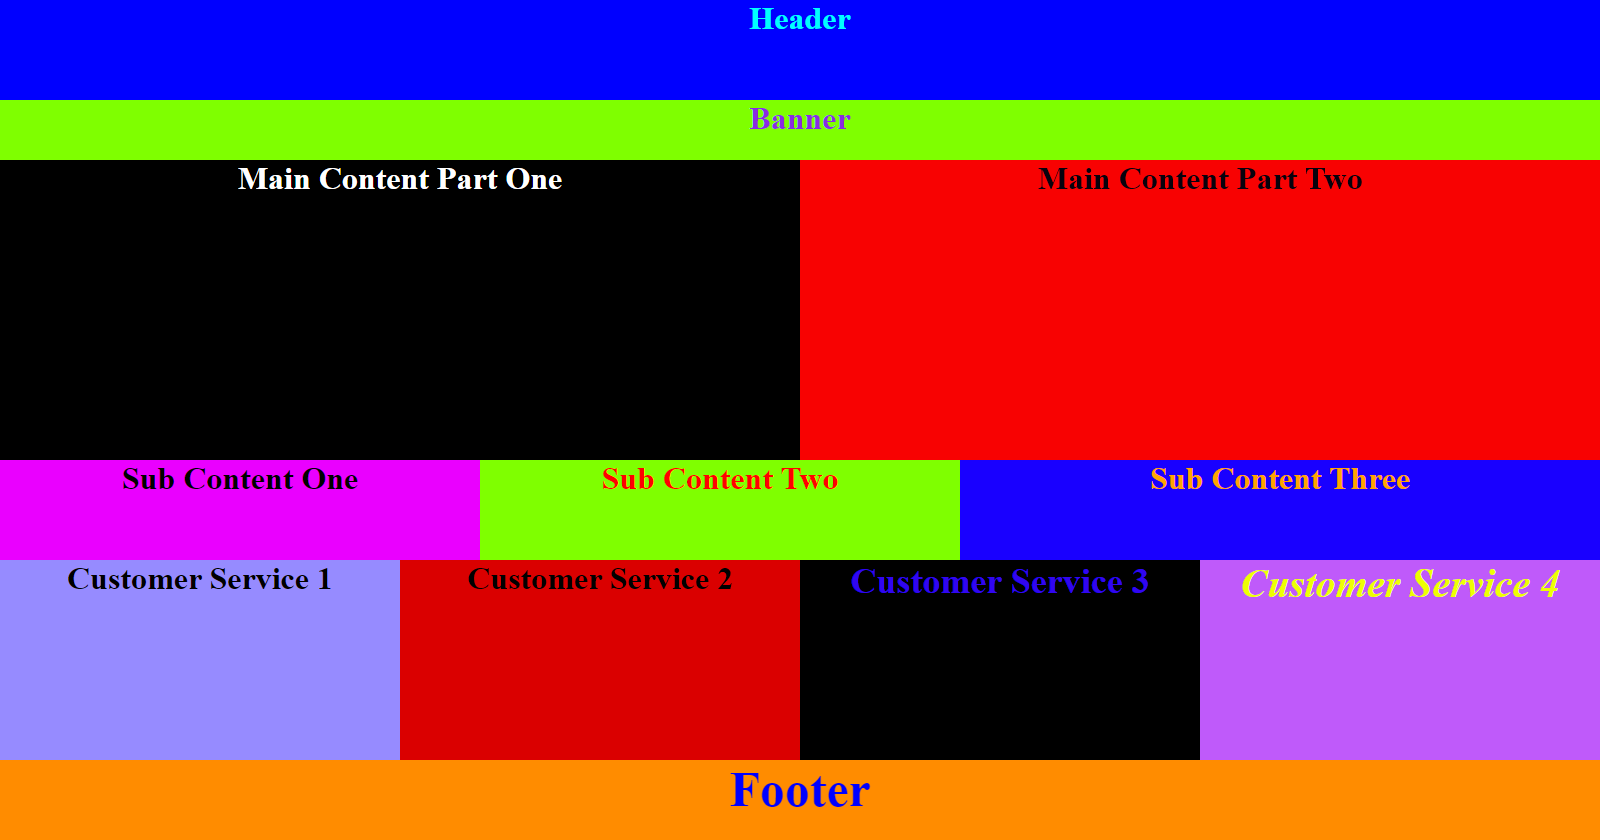 Header
Banner
Main Content Part One
Main Content Part Two
Sub Content One
Sub Content Two
Sub Content Three
Customer Service 1
Customer Service 2
Customer Service 3
Customer Service 4
Footer